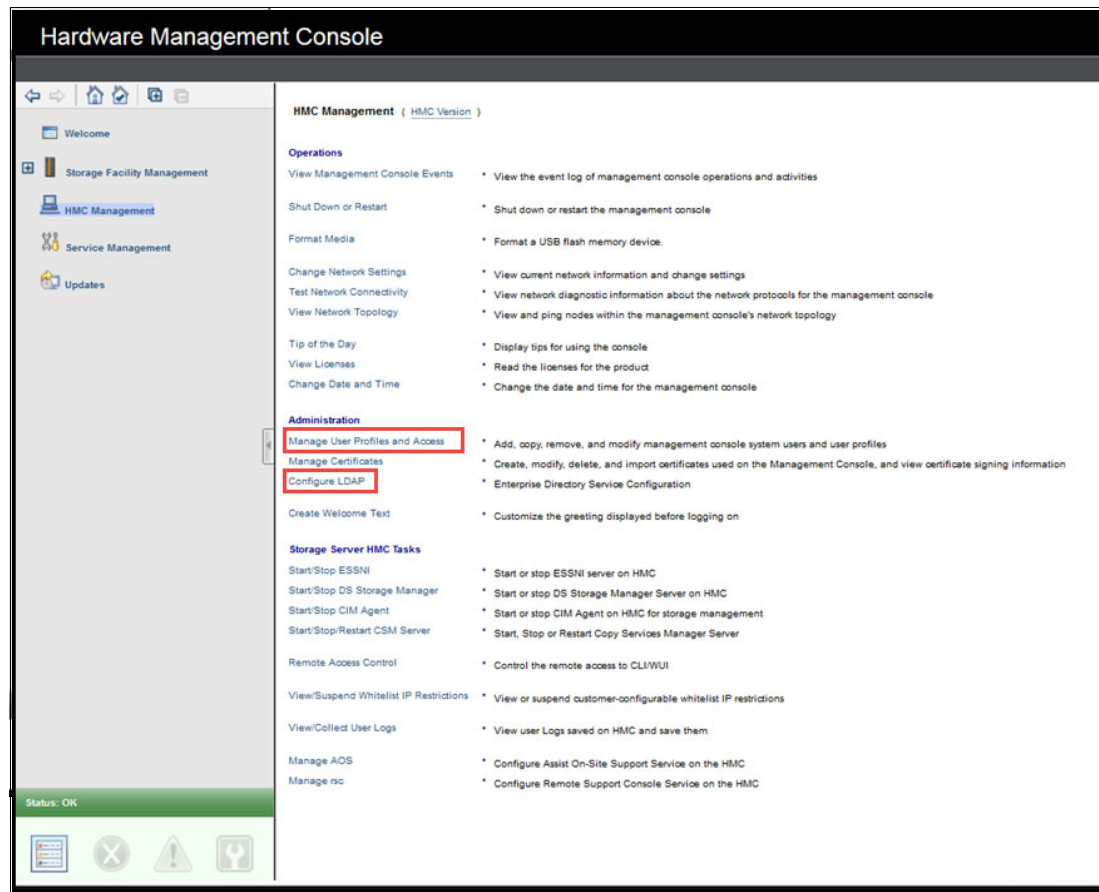 Hardware Management Console
Welcome
Storage Facility Management
HMC Management
Service Management
Updates
Status: OK
HMC Management ( HMC Version )
Operations
View Management Console Events • View the event log of management console operations and activities
Shut Down or Restart • Shut down or restart the management console
Format Media • Format a USB flash memory device.
Change Network Settings • View current network information and change settings
Test Network Connectivity • View network diagnostic information about the network protocols for the management console
View Network Topology • View and ping nodes within the management console's network topology
Tip of the Day • Display tips for using the console
View Licenses • Read the licenses for the product
Change Date and Time • Change the date and time for the management console
Administration
Manage User Profiles and Access • Add, copy, remove, and modify management console system users and user profiles
Manage Certificates • Create, modify, delete, and import certificates used on the Management Console, and view certificate signing information
Configure LDAP • Enterprise Directory Service Configuration
Create Welcome Text • Customize the greeting displayed before logging on
Storage Server HMC Tasks
Start/Stop ESSNI • Start or stop ESSNI server on HMC
Start/Stop DS Storage Manager • Start or stop DS Storage Manager Server on HMC
Start/Stop CIM Agent • Start or stop CIM Agent on HMC for storage management
Start/Stop/Restart CSM Server • Start, Stop or Restart Copy Services Manager Server
Remote Access Control • Control the remote access to CLI/WUI
View/Suspend Whitelist IP Restrictions • View or suspend customer-configurable whitelist IP restrictions
View/Collect User Logs • View user Logs saved on HMC and save them
Manage AOS • Configure Assist On-Site Support Service on the HMC
Manage rsc • Configure Remote Support Console Service on the HMC